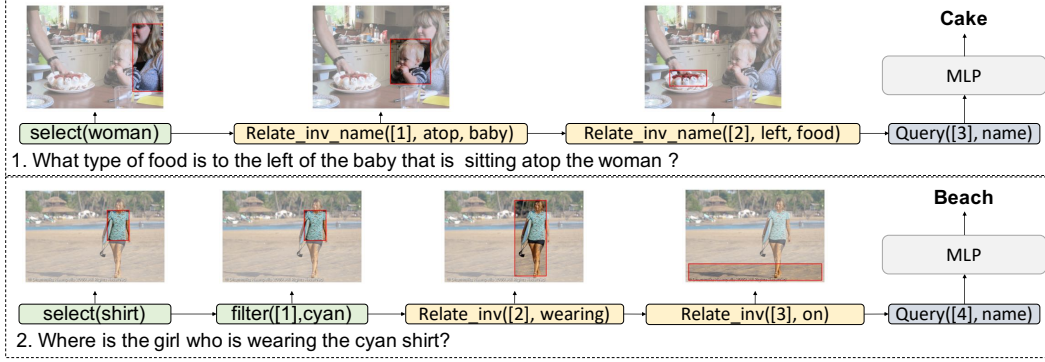 Cake
MLP
select(woman)
Relate_inv_name([1], atop, baby)
Relate_inv_name([2], left, food)
Query([3], name)
1. What type of food is to the left of the baby that is sitting atop the woman ?
Beach
MLP
select(shirt)
filter([1],cyan)
Relate_inv([2], wearing)
Relate_inv([3], on)
Query([4], name)
2. Where is the girl who is wearing the cyan shirt?